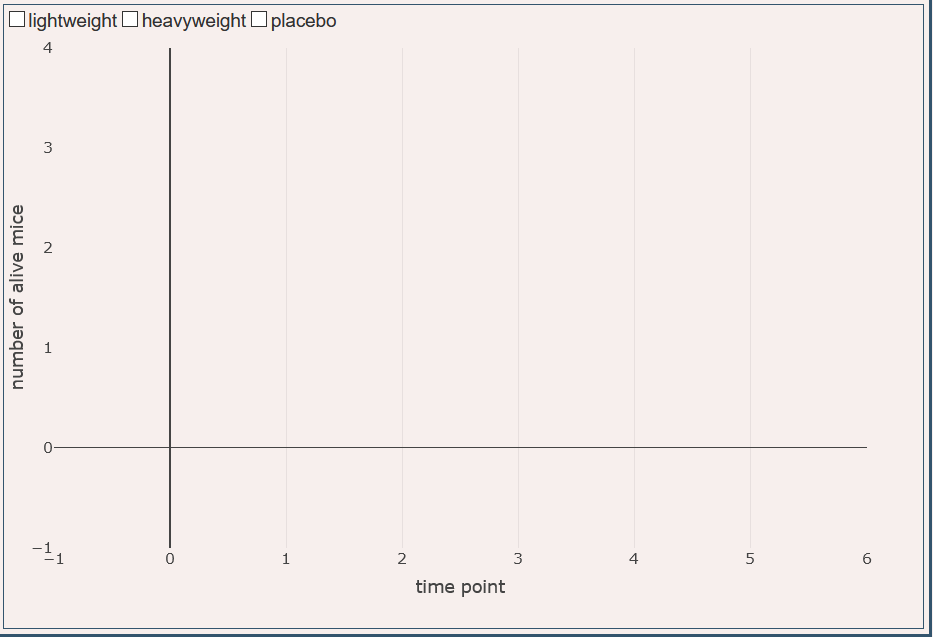 lightweight heavyweight placebo
4
3
2
1
0
−1
number of alive mice
−1 0 1 2 3 4 5 6
time point